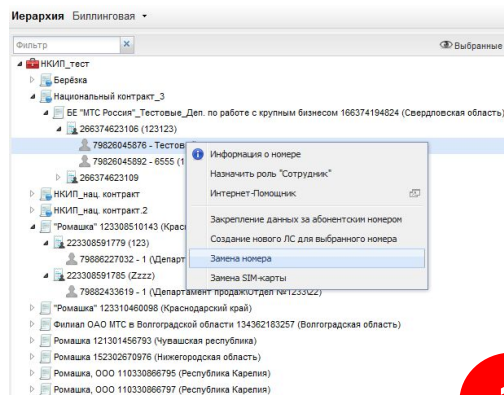 Иерархия Биллинговая
Фильтр
Выбранные
НКИП_тест
Берёзка
Национальный контракт_3
БЕ "МТС Россия"_Тестовые_Деп. по работе с крупным бизнесом 166374194824 (Свердловская область)
266374623106 (123123)
79826045876 - Тестов
79826045892 - 6555 (1
266374623109
НКИП_нац. контракт
НКИП_нац. контракт.2
"Ромашка" 123308510143 (Крас
223308591779 (123)
79886227032 - 1 (\Департ
223308591785 (Zzzz)
79882433619 - 1 (\Департамент продаж\Отдел №1233\22)
"Ромашка" 123310460098 (Краснодарский край)
Филиал ОАО МТС в Волгоградской области 134362183257 (Волгоградская область)
Ромашка 121301456793 (Чувашская республика)
Ромашка 152302670976 (Нижегородская область)
Ромашка, ООО 110330866795 (Республика Карелия)
Ромашка, ООО 110330866797 (Республика Карелия)
Информация о номере
Назначить роль "Сотрудник"
Интернет-Помощник
Закрепление данных за абонентским номером
Создание нового ЛС для выбранного номера
Замена номера
Замена SIM-карты